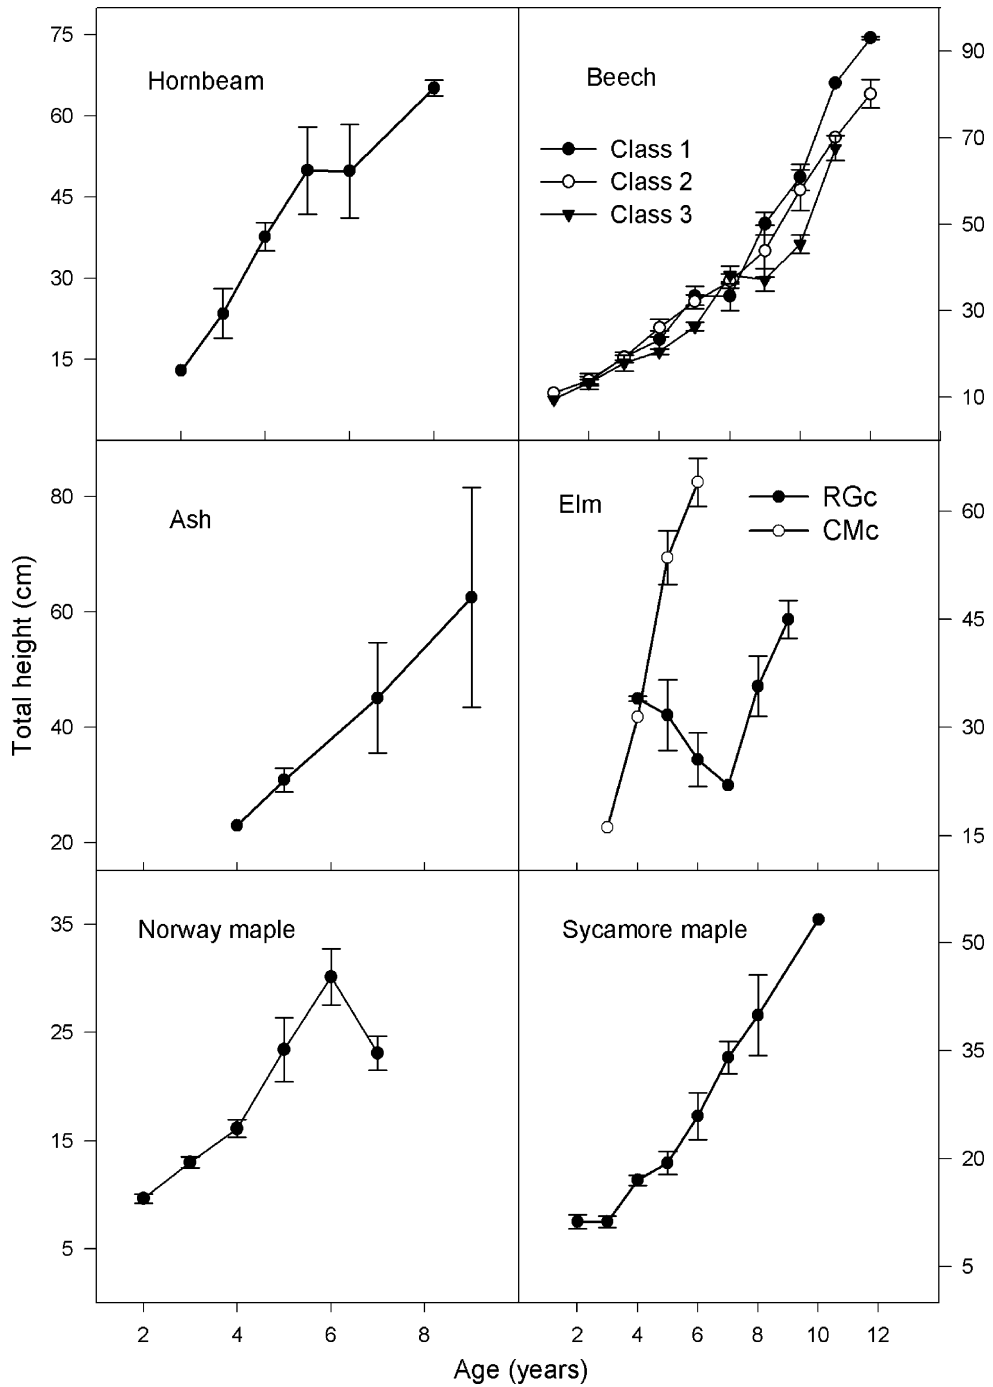 75
60
45
30
15
Hornbeam
Beech
Class 1
Class 2
Class 3
90
70
50
30
10
80
60
40
20
Ash
Elm
RGc
CMc
60
45
30
15
Total height (cm)
35
25
15
5
Norway maple
Sycamore maple
50
35
20
5
2 4 6 8
2 4 6 8 10 12
Age (years)